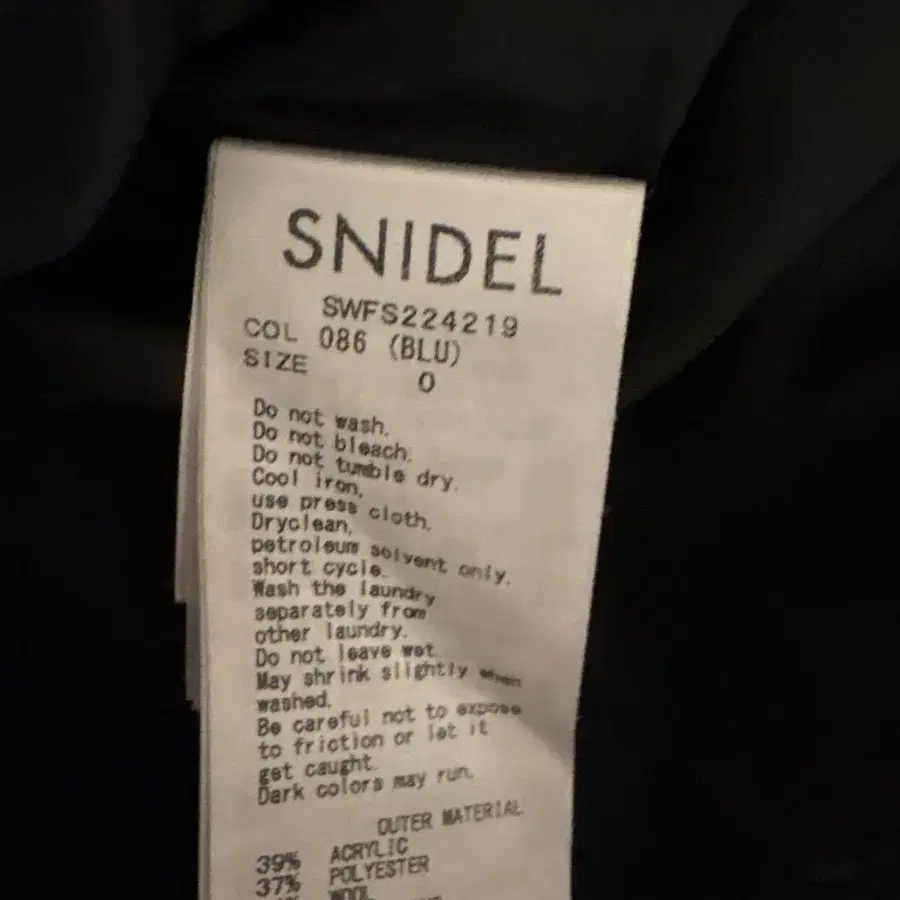 SNIDEL
SWFS224219
COL 086 (BLU)
SIZE 0
Do not wash.
Do not bleach.
Do not tumble dry.
Cool iron,
use press cloth.
Dryclean,
petroleum solvent only,
short cycle.
Wash the laundry
separately from
other laundry.
Do not leave wet.
May shrink slightly when
washed.
Be careful not to expose
to friction or let it
get caught.
Dark colors may run.
OUTER MATERIAL
39% ACRYLIC
37% POLYESTER
WOOL